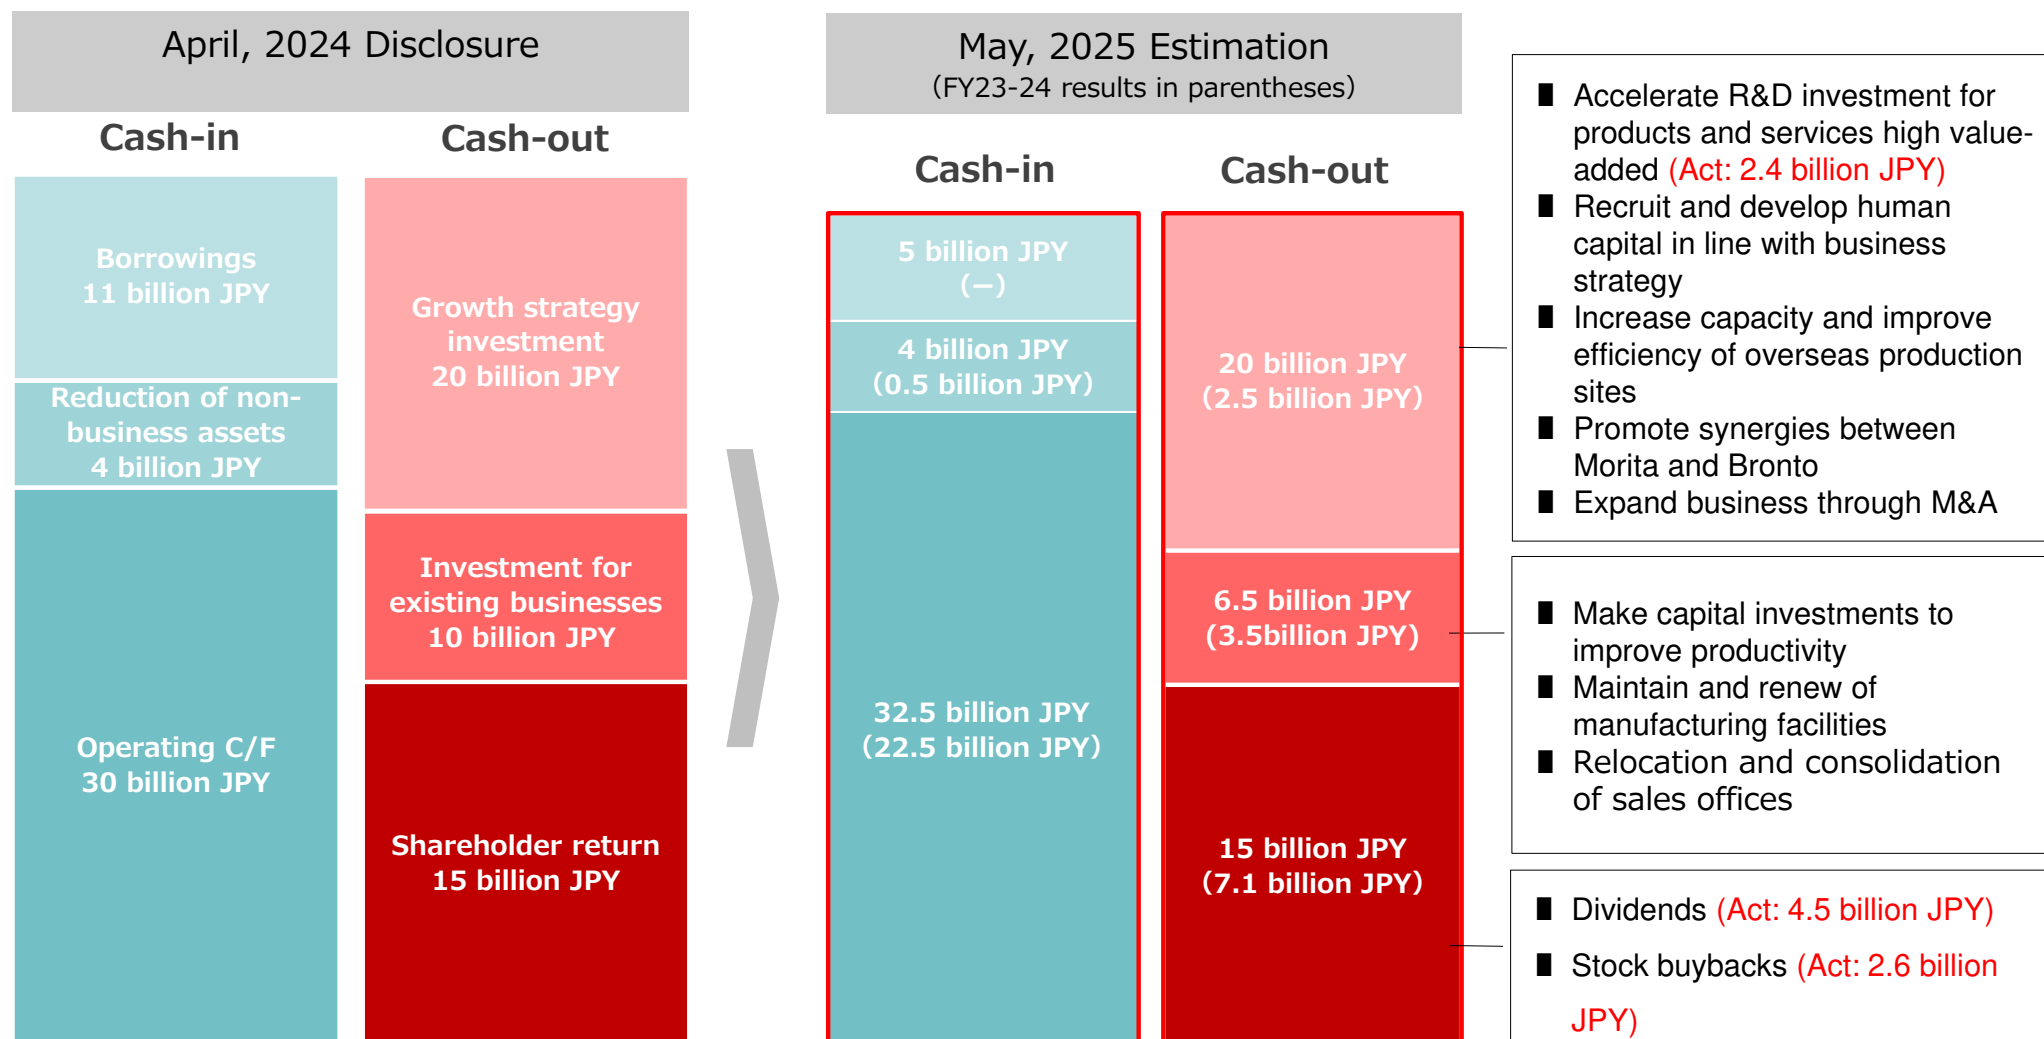 April, 2024 Disclosure
Cash-in
Cash-out
Borrowings
11 billion JPY
Reduction of non-
business assets
4 billion JPY
Operating C/F
30 billion JPY
Growth strategy
investment
20 billion JPY
Investment for
existing businesses
10 billion JPY
Shareholder return
15 billion JPY
May, 2025 Estimation
（FY23-24 results in parentheses）
Cash-in
Cash-out
5 billion JPY
(－)
4 billion JPY
（0.5 billion JPY）
32.5 billion JPY
（22.5 billion JPY）
20 billion JPY
（2.5 billion JPY）
6.5 billion JPY
(3.5billion JPY)
15 billion JPY
（7.1 billion JPY）
■ Accelerate R&D investment for
products and services high value-
added (Act: 2.4 billion JPY)
■ Recruit and develop human
capital in line with business
strategy
■ Increase capacity and improve
efficiency of overseas production
sites
■ Promote synergies between
Morita and Bronto
■ Expand business through M&A
■ Make capital investments to
improve productivity
■ Maintain and renew of
manufacturing facilities
■ Relocation and consolidation
of sales offices
■ Dividends (Act: 4.5 billion JPY)
■ Stock buybacks (Act: 2.6 billion
JPY)